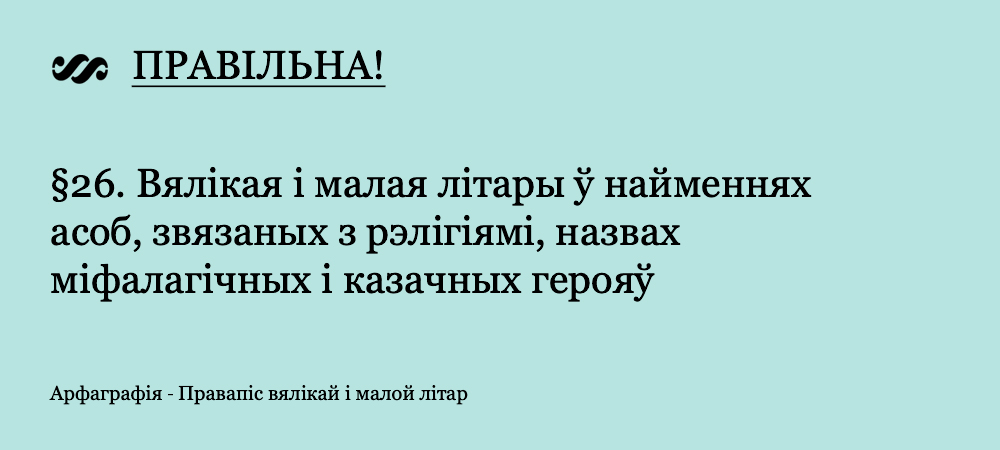 ПРАВІЛЬНА!
§26. Вялікая і малая літары ў найменнях
асоб, звязаных з рэлігіямі, назвах
міфалагічных і казачных герояў
Арфаграфія - Правапіс вялікай і малой літар